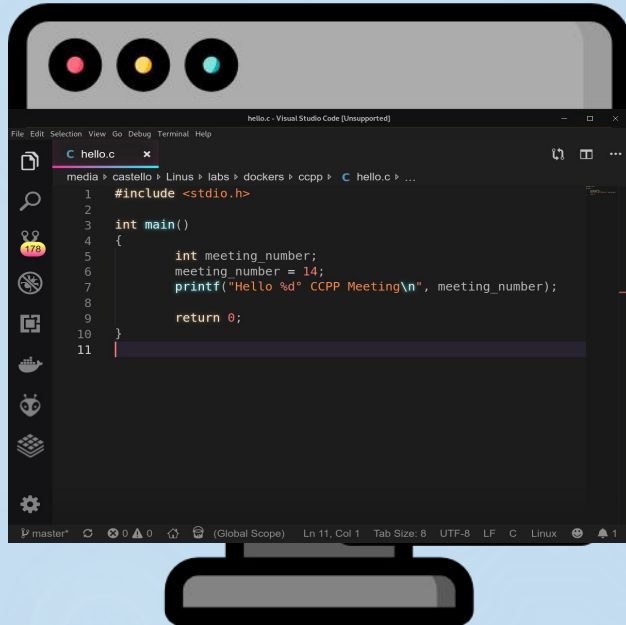 hello.c - Visual Studio Code [Unsupported]
File Edit Selection View Go Debug Terminal Help
C hello.c ×
media ▸ castello ▸ Linus ▸ labs ▸ dockers ▸ ccpp ▸ C hello.c ▸ ...
1 #include <stdio.h>
2
3 int main()
4 {
5 int meeting_number;
6 meeting_number = 14;
7 printf("Hello %d° CCPP Meeting\n", meeting_number);
8
9 return 0;
10 }
11
178
master* 0 0 (Global Scope) Ln 11, Col 1 Tab Size: 8 UTF-8 LF C Linux 1